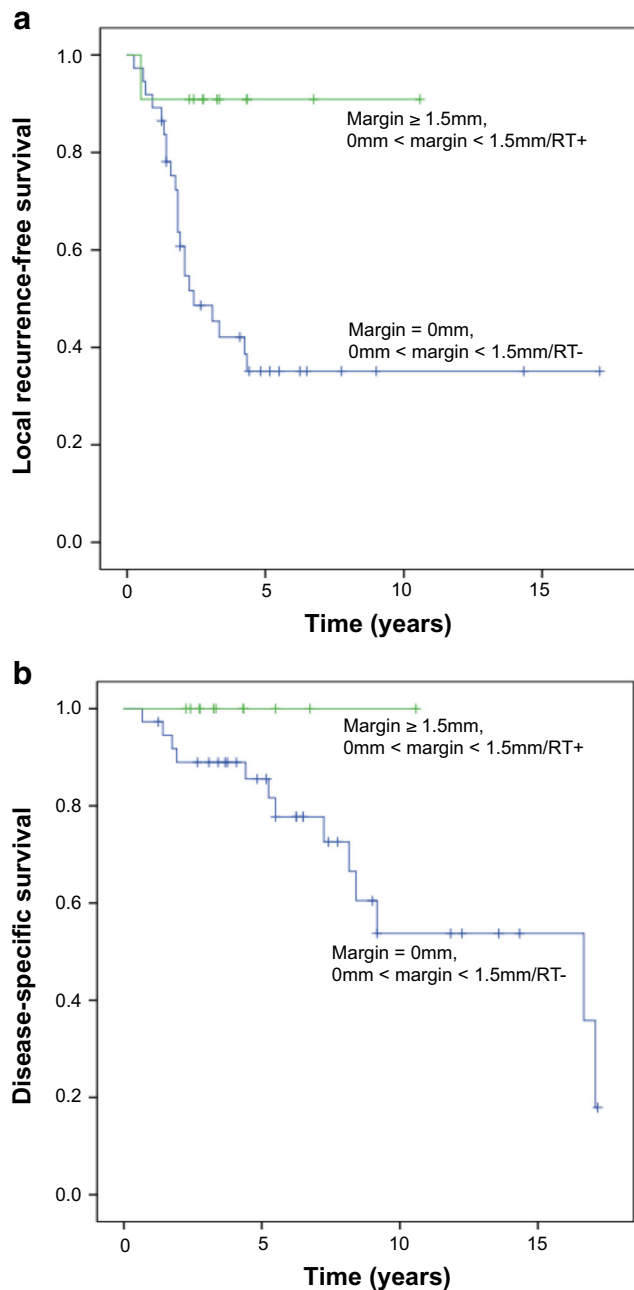 a
Local recurrence-free survival
1.0
0.8
0.6
0.4
0.2
0.0
Margin ≥ 1.5mm,
0mm < margin < 1.5mm/RT+
Margin = 0mm,
0mm < margin < 1.5mm/RT-
0 5 10 15
Time (years)
b
Disease-specific survival
1.0
0.8
0.6
0.4
0.2
0.0
Margin ≥ 1.5mm,
0mm < margin < 1.5mm/RT+
Margin = 0mm,
0mm < margin < 1.5mm/RT-
0 5 10 15
Time (years)